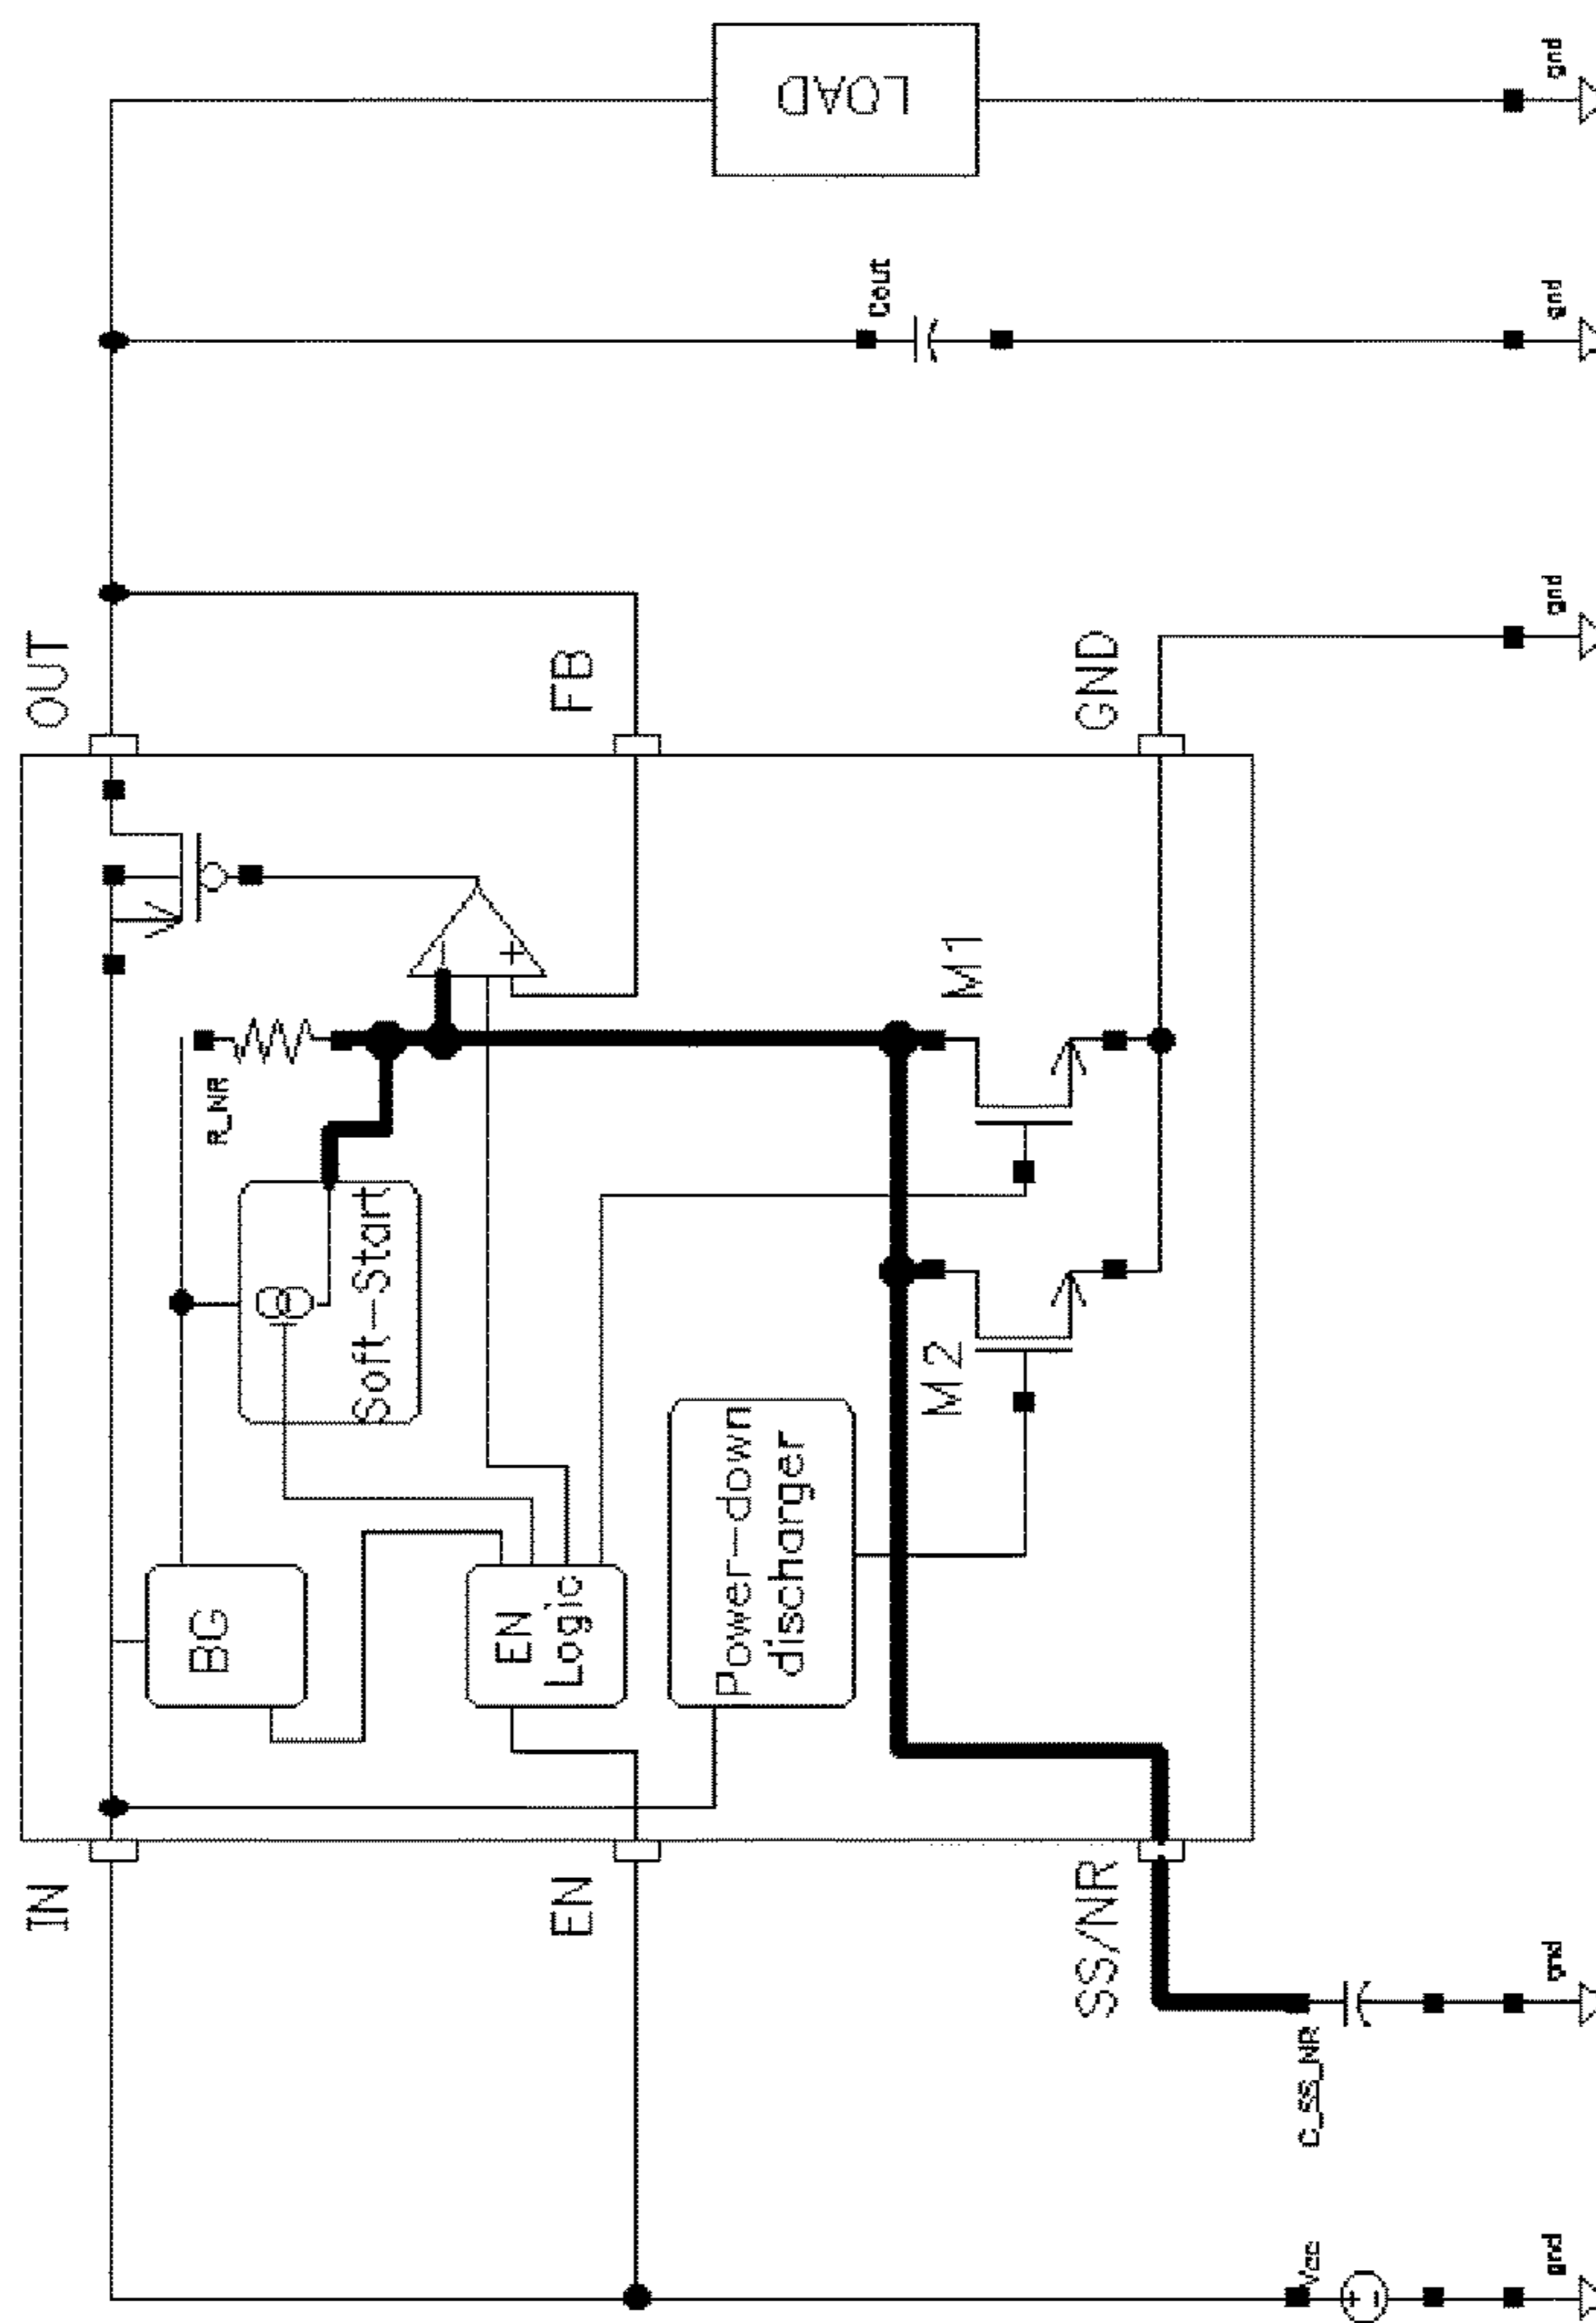 IN
OUT
BG
R_NR
Soft-Start
EN
Logic
EN
FB
Power-down
discharger
M2
M1
SS/NR
GND
LOAD
Cout
Vcc
C_SS_NR
gnd
gnd
gnd
gnd
gnd